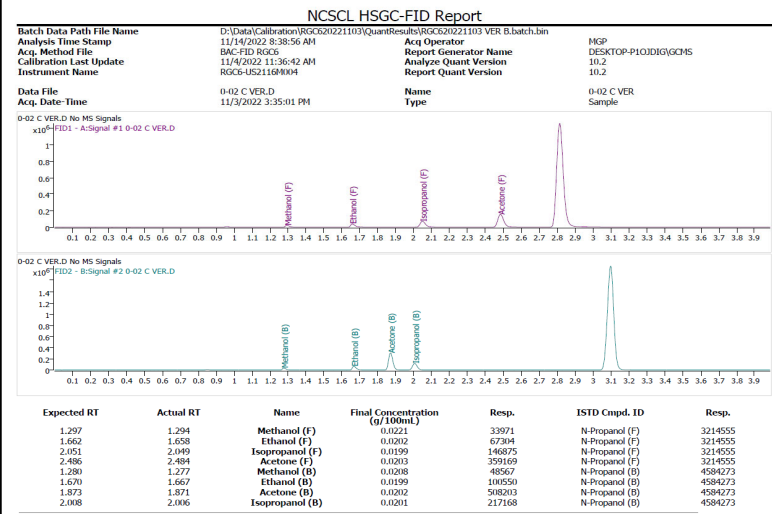 NCSCL HSGC-FID Report
Batch Data Path File Name D:\Data\Calibration\RGC620221103\QuantResults\RGC620221103 VER B.batch.bin
Analysis Time Stamp 11/14/2022 8:38:56 AM Acq Operator MGP
Acq. Method File BAC-FID RGC6 Report Generator Name DESKTOP-P1OJDIG\GCMS
Calibration Last Update 11/4/2022 11:36:42 AM Analyze Quant Version 10.2
Instrument Name RGC6-US2116M004 Report Quant Version 10.2
Data File 0-02 C VER.D Name 0-02 C VER
Acq. Date-Time 11/3/2022 3:35:01 PM Type Sample
0-02 C VER.D No MS Signals
x10^6 FID1 - A:Signal #1 0-02 C VER.D
1
0.8
0.6
0.4
0.2
0
Methanol (F) Ethanol (F) Isopropanol (F) Acetone (F)
0.1 0.2 0.3 0.4 0.5 0.6 0.7 0.8 0.9 1 1.1 1.2 1.3 1.4 1.5 1.6 1.7 1.8 1.9 2 2.1 2.2 2.3 2.4 2.5 2.6 2.7 2.8 2.9 3 3.1 3.2 3.3 3.4 3.5 3.6 3.7 3.8 3.9
0-02 C VER.D No MS Signals
x10^6 FID2 - B:Signal #2 0-02 C VER.D
1.4
1.2
1
0.8
0.6
0.4
0.2
0
Methanol (B) Ethanol (B) Acetone (B) Isopropanol (B)
0.1 0.2 0.3 0.4 0.5 0.6 0.7 0.8 0.9 1 1.1 1.2 1.3 1.4 1.5 1.6 1.7 1.8 1.9 2 2.1 2.2 2.3 2.4 2.5 2.6 2.7 2.8 2.9 3 3.1 3.2 3.3 3.4 3.5 3.6 3.7 3.8 3.9
Expected RT Actual RT Name Final Concentration Resp. ISTD Cmpd. ID Resp.
(g/100mL)
1.297 1.294 Methanol (F) 0.0221 33971 N-Propanol (F) 3214555
1.662 1.658 Ethanol (F) 0.0202 67304 N-Propanol (F) 3214555
2.051 2.049 Isopropanol (F) 0.0199 146875 N-Propanol (F) 3214555
2.486 2.484 Acetone (F) 0.0203 359169 N-Propanol (F) 3214555
1.280 1.277 Methanol (B) 0.0208 48567 N-Propanol (B) 4584273
1.670 1.667 Ethanol (B) 0.0199 100550 N-Propanol (B) 4584273
1.873 1.871 Acetone (B) 0.0202 508203 N-Propanol (B) 4584273
2.008 2.006 Isopropanol (B) 0.0201 217168 N-Propanol (B) 4584273